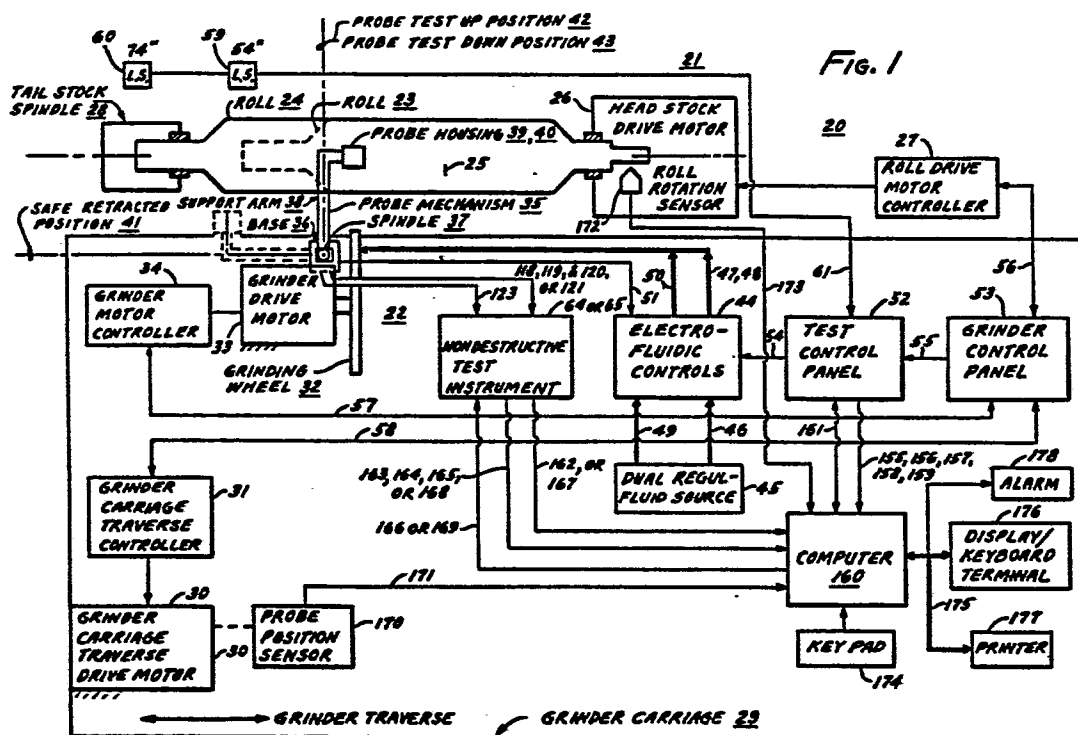 PROBE TEST UP POSITION 42
PROBE TEST DOWN POSITION 43
60
74"
L.S.
59
54"
L.S.
21
FIG. 1
20
TAIL STOCK
SPINDLE 28
ROLL 24
ROLL 23
26
HEAD STOCK
DRIVE MOTOR
PROBE HOUSING 39, 40
25
ROLL
ROTATION
SENSOR
172
27
ROLL DRIVE
MOTOR
CONTROLLER
SAFE RETRACTED
POSITION 41
SUPPORT ARM 38
PROBE MECHANISM 35
BASE 36
SPINDLE 37
34
GRINDER
MOTOR
CONTROLLER
GRINDER
DRIVE
MOTOR
33
22
GRINDING
WHEEL 32
123
118, 119, & 120,
OR 121
64 OR 65
NONDESTRUCTIVE
TEST
INSTRUMENT
50
51
47, 48
44
ELECTRO-
FLUIDIC
CONTROLS
173
61
52
54
TEST
CONTROL
PANEL
56
53
55
GRINDER
CONTROL
PANEL
57
58
49
46
161
155, 156, 157,
158, 159
163, 164, 165,
OR 168
162, OR
167
166 OR 169
DUAL REGUL-
FLUID SOURCE
45
178
ALARM
176
DISPLAY/
KEYBOARD
TERMINAL
COMPUTER
160
175
177
PRINTER
KEY PAD
174
31
GRINDER
CARRIAGE
TRAVERSE
CONTROLLER
30
GRINDER
CARRIAGE
TRAVERSE
DRIVE MOTOR
30
PROBE
POSITION
SENSOR
170
171
GRINDER TRAVERSE
GRINDER CARRIAGE 29